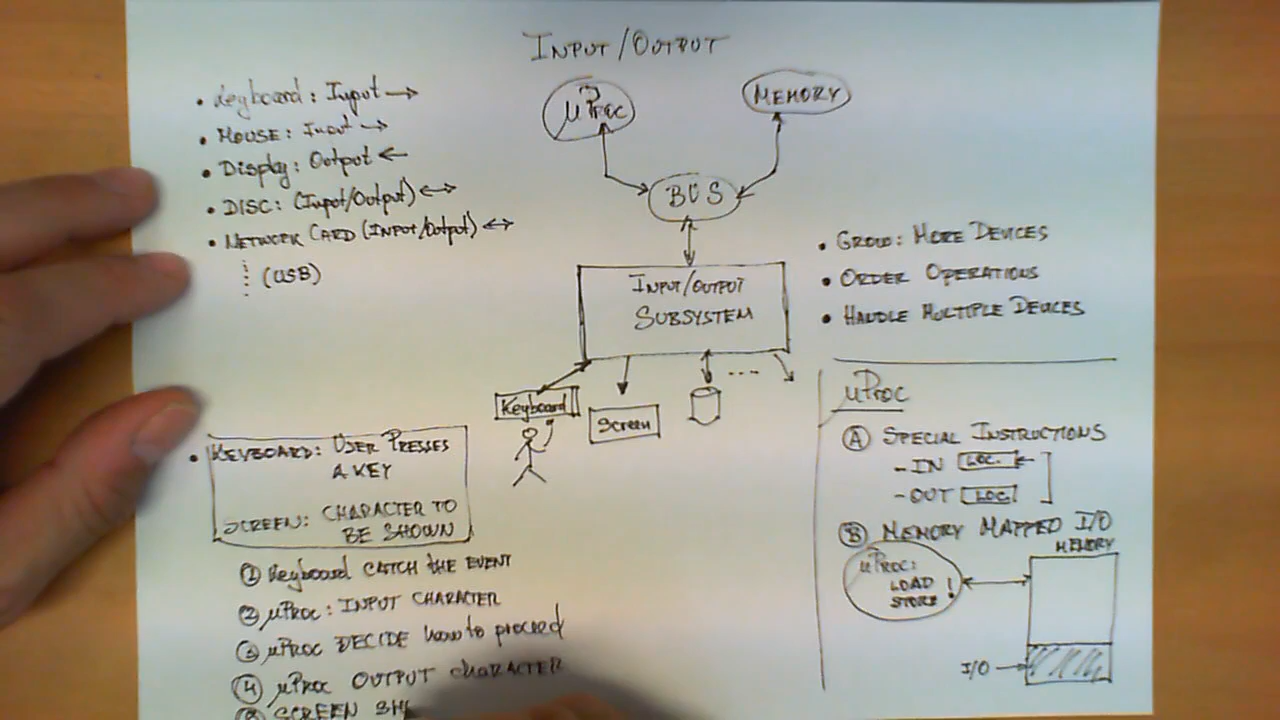 INPUT/OUTPUT
• Keyboard: Input →
• MOUSE: Input →
• Display: Output ←
• DISC: (Input/Output) ↔
• NETWORK CARD (INPUT/Output) ↔
(USB)
μProc
MEMORY
BUS
INPUT/OUTPUT
SUBSYSTEM
Keyboard
Screen
....
• GROW: MORE DEVICES
• ORDER OPERATIONS
• HANDLE MULTIPLE DEVICES
• KEYBOARD: USER PRESSES
A KEY
SCREEN: CHARACTER TO
BE SHOWN
① Keyboard CATCH THE EVENT
② μProc: INPUT CHARACTER
③ μProc DECIDE how to proceed
④ μProc OUTPUT CHARACTER
⑤ SCREEN
μProc
Ⓐ SPECIAL INSTRUCTIONS
- IN LOC.
- OUT LOC.
Ⓑ MEMORY MAPPED I/O
MEMORY
μProc:
LOAD
STORE!
I/O →